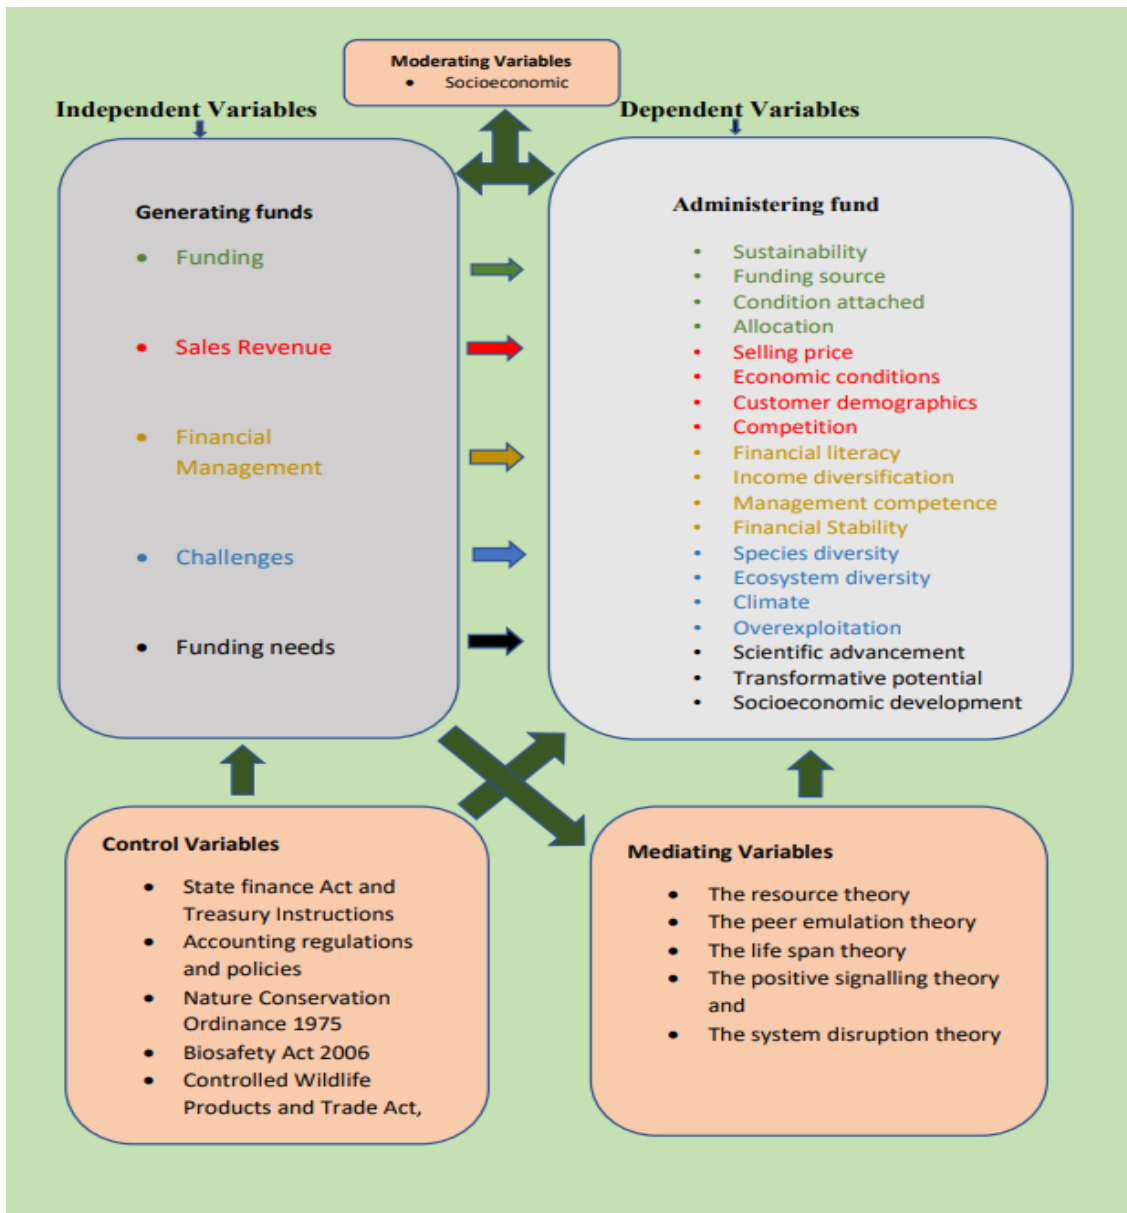 Moderating Variables
• Socioeconomic
Independent Variables
Dependent Variables
Generating funds
• Funding
• Sales Revenue
• Financial
Management
• Challenges
• Funding needs
Administering fund
• Sustainability
• Funding source
• Condition attached
• Allocation
• Selling price
• Economic conditions
• Customer demographics
• Competition
• Financial literacy
• Income diversification
• Management competence
• Financial Stability
• Species diversity
• Ecosystem diversity
• Climate
• Overexploitation
• Scientific advancement
• Transformative potential
• Socioeconomic development
Control Variables
• State finance Act and
Treasury Instructions
• Accounting regulations
and policies
• Nature Conservation
Ordinance 1975
• Biosafety Act 2006
• Controlled Wildlife
Products and Trade Act,
Mediating Variables
• The resource theory
• The peer emulation theory
• The life span theory
• The positive signalling theory
and
• The system disruption theory